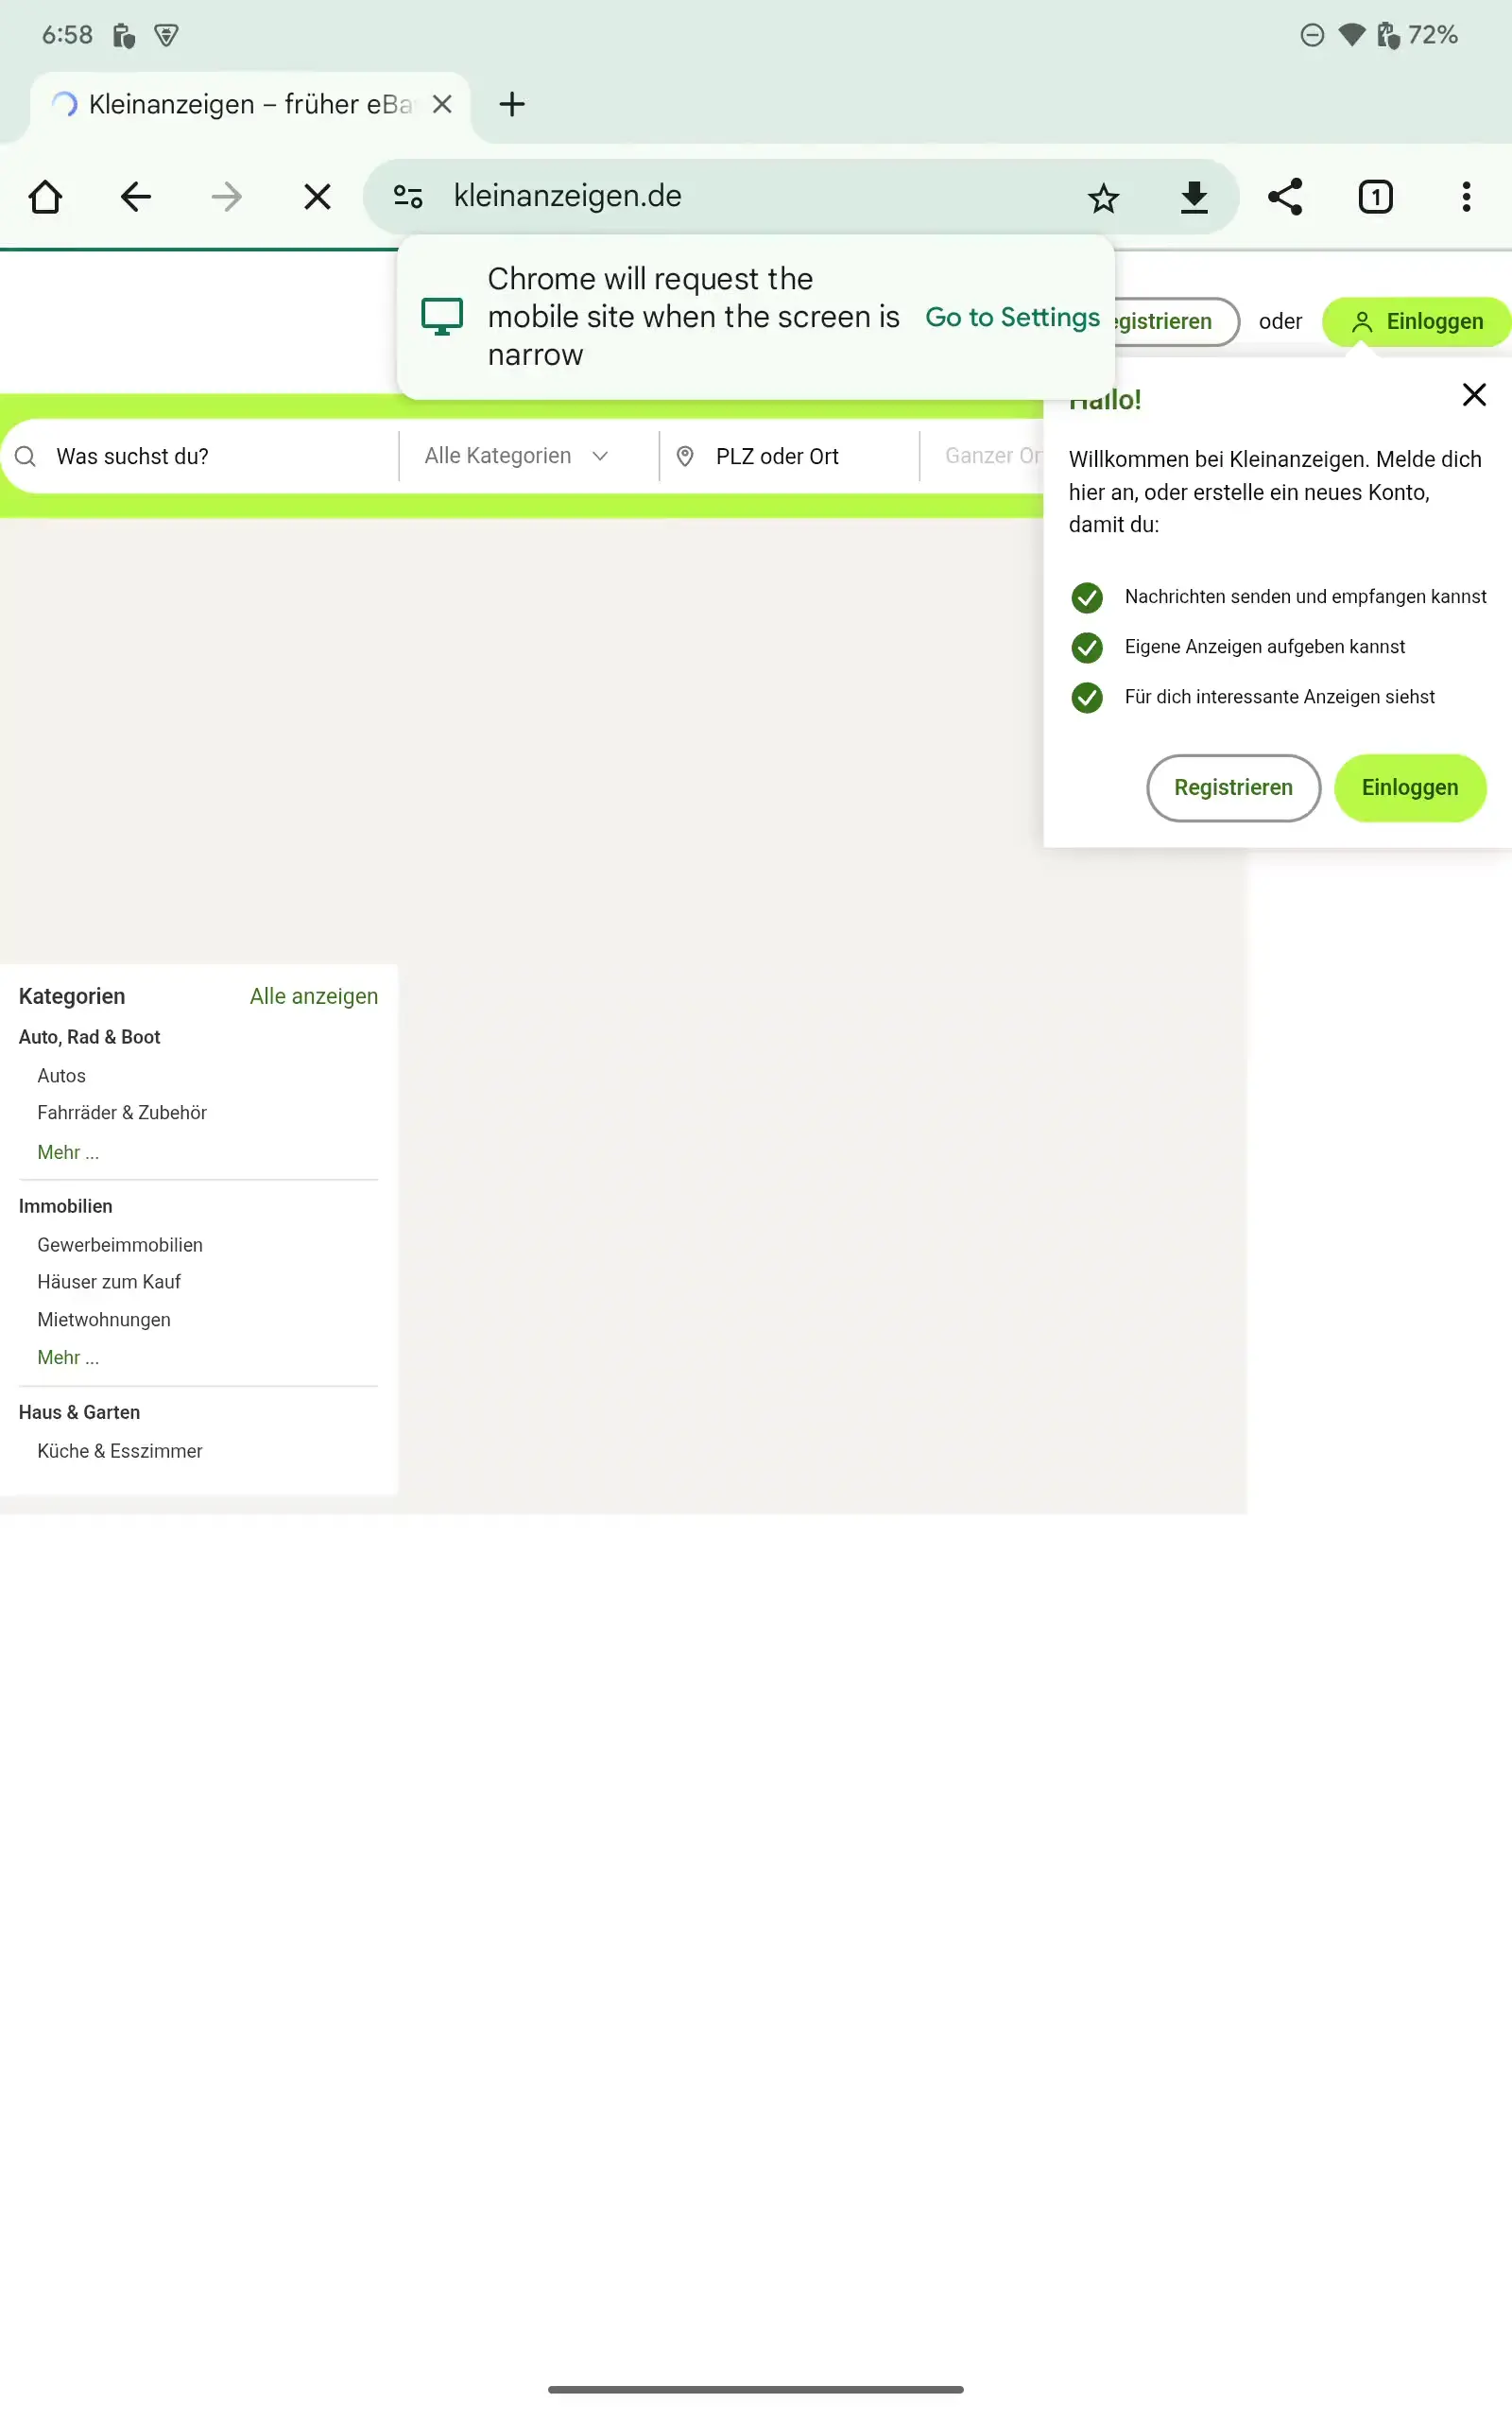 6:58
72%
Kleinanzeigen – früher eBa
kleinanzeigen.de
1
Chrome will request the
mobile site when the screen is
narrow
Go to Settings
egistrieren
oder
Einloggen
Hallo!
Was suchst du?
Alle Kategorien
PLZ oder Ort
Ganzer Or
Willkommen bei Kleinanzeigen. Melde dich
hier an, oder erstelle ein neues Konto,
damit du:
Nachrichten senden und empfangen kannst
Eigene Anzeigen aufgeben kannst
Für dich interessante Anzeigen siehst
Registrieren
Einloggen
Kategorien
Alle anzeigen
Auto, Rad & Boot
Autos
Fahrräder & Zubehör
Mehr ...
Immobilien
Gewerbeimmobilien
Häuser zum Kauf
Mietwohnungen
Mehr ...
Haus & Garten
Küche & Esszimmer